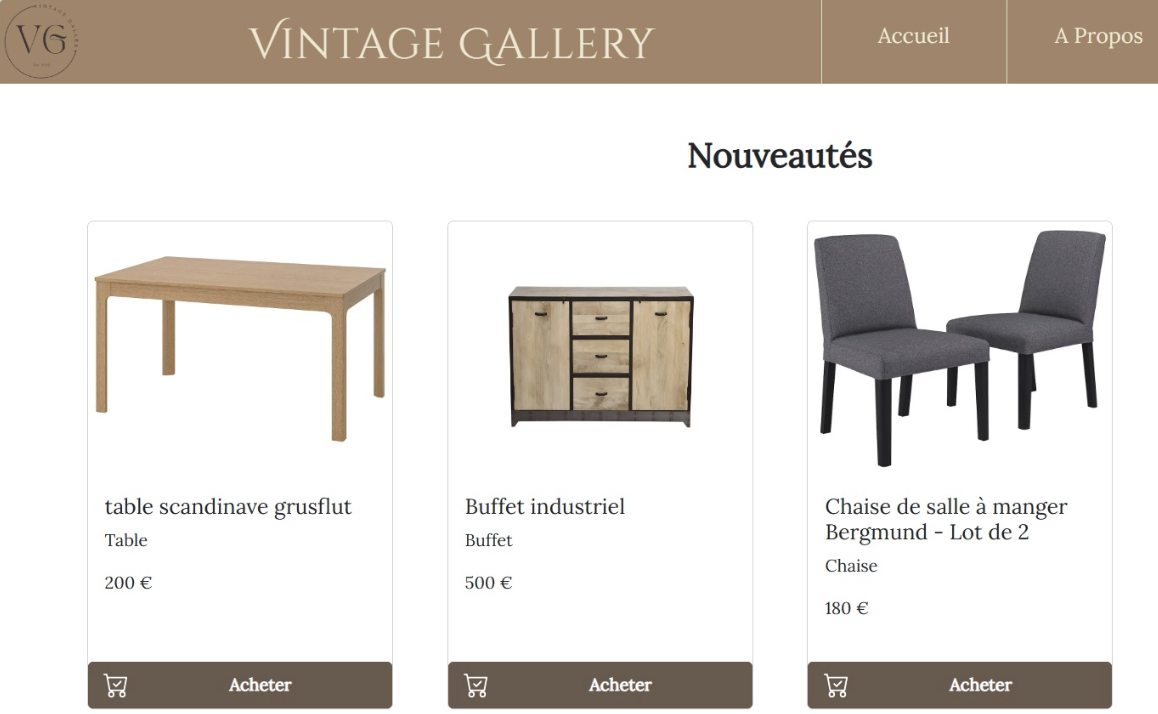 VG
VINTAGE GALLERY
Accueil
A Propos
Nouveautés
table scandinave grusflut
Table
200 €
Acheter
Buffet industriel
Buffet
500 €
Acheter
Chaise de salle à manger
Bergmund - Lot de 2
Chaise
180 €
Acheter